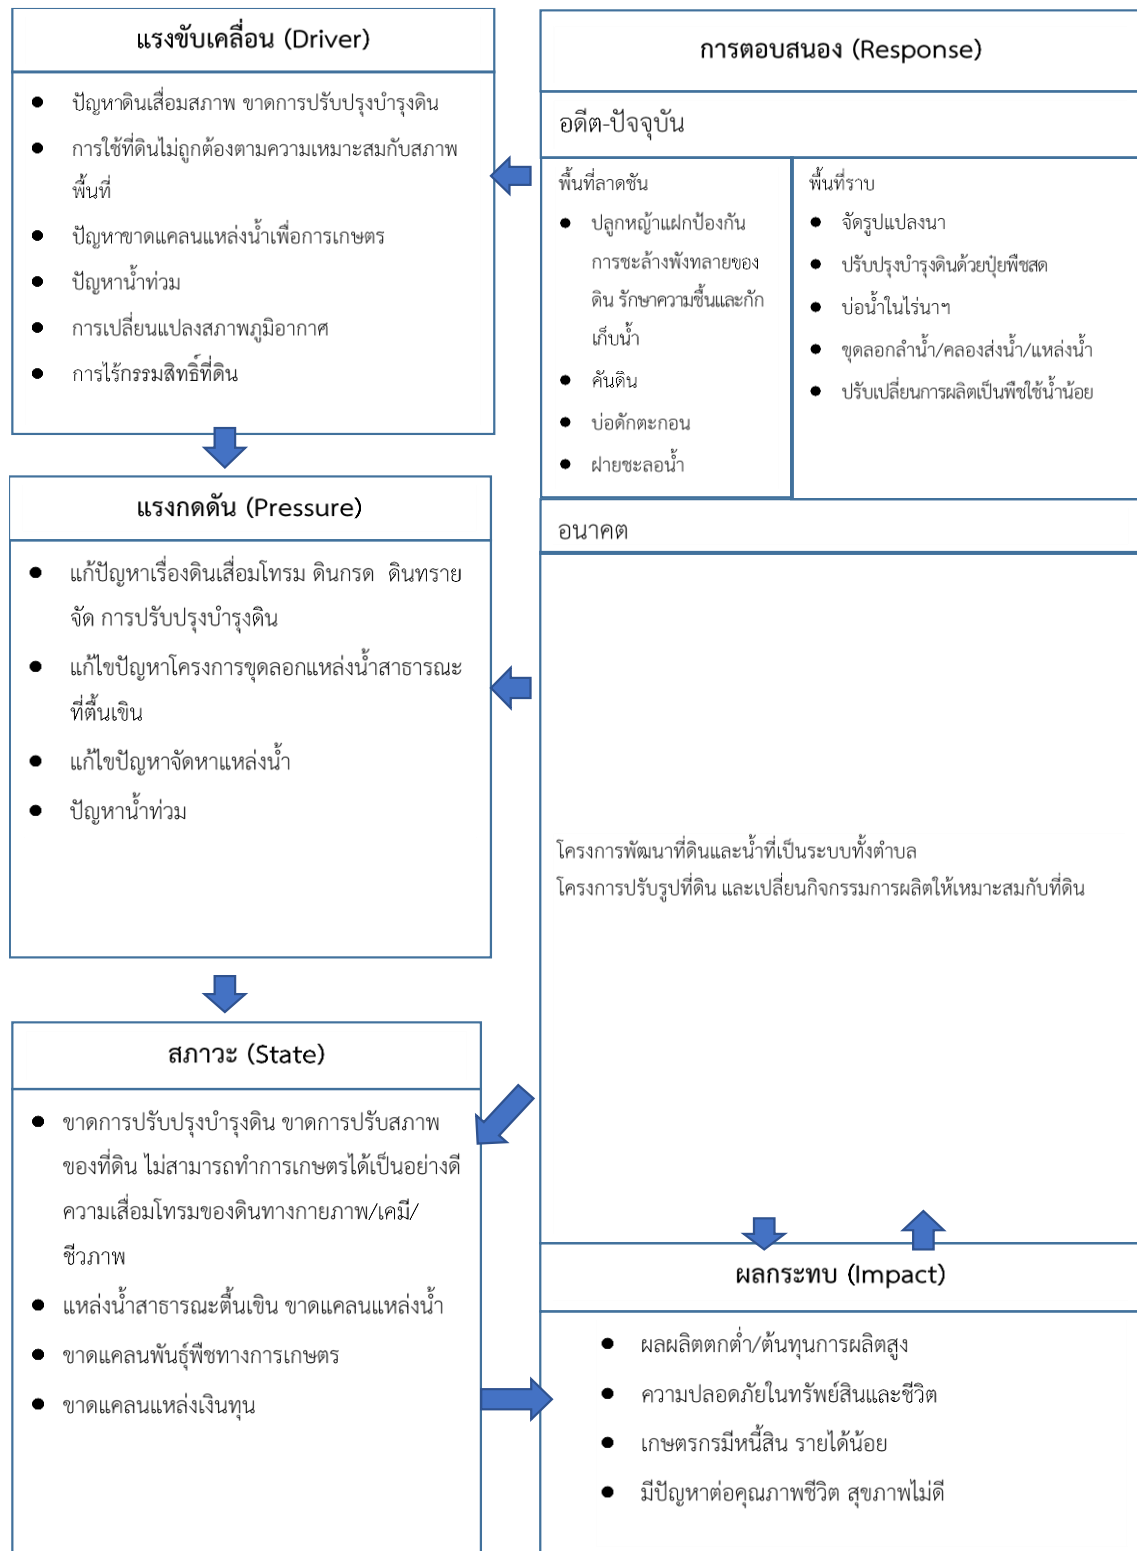 แรงขับเคลื่อน (Driver)
● ปัญหาดินเสื่อมสภาพ ขาดการปรับปรุงบำรุงดิน
● การใช้ที่ดินไม่ถูกต้องตามความเหมาะสมกับสภาพ
พื้นที่
● ปัญหาขาดแคลนแหล่งน้ำเพื่อการเกษตร
● ปัญหาน้ำท่วม
● การเปลี่ยนแปลงสภาพภูมิอากาศ
● การไร้กรรมสิทธิ์ที่ดิน
แรงกดดัน (Pressure)
● แก้ปัญหาเรื่องดินเสื่อมโทรม ดินกรด ดินทราย
จัด การปรับปรุงบำรุงดิน
● แก้ไขปัญหาโครงการขุดลอกแหล่งน้ำสาธารณะ
ที่ตื้นเขิน
● แก้ไขปัญหาจัดหาแหล่งน้ำ
● ปัญหาน้ำท่วม
สภาวะ (State)
● ขาดการปรับปรุงบำรุงดิน ขาดการปรับสภาพ
ของที่ดิน ไม่สามารถทำการเกษตรได้เป็นอย่างดี
ความเสื่อมโทรมของดินทางกายภาพ/เคมี/
ชีวภาพ
● แหล่งน้ำสาธารณะตื้นเขิน ขาดแคลนแหล่งน้ำ
● ขาดแคลนพันธุ์พืชทางการเกษตร
● ขาดแคลนแหล่งเงินทุน
การตอบสนอง (Response)
อดีต-ปัจจุบัน
พื้นที่ลาดชัน
● ปลูกหญ้าแฝกป้องกัน
การชะล้างพังทลายของ
ดิน รักษาความชื้นและกัก
เก็บน้ำ
● คันดิน
● บ่อดักตะกอน
● ฝายชะลอน้ำ
พื้นที่ราบ
● จัดรูปแปลงนา
● ปรับปรุงบำรุงดินด้วยปุ๋ยพืชสด
● บ่อน้ำในไร่นาฯ
● ขุดลอกลำน้ำ/คลองส่งน้ำ/แหล่งน้ำ
● ปรับเปลี่ยนการผลิตเป็นพืชใช้น้ำน้อย
อนาคต
โครงการพัฒนาที่ดินและน้ำที่เป็นระบบทั้งตำบล
โครงการปรับรูปที่ดิน และเปลี่ยนกิจกรรมการผลิตให้เหมาะสมกับที่ดิน
ผลกระทบ (Impact)
● ผลผลิตตกต่ำ/ต้นทุนการผลิตสูง
● ความปลอดภัยในทรัพย์สินและชีวิต
● เกษตรกรมีหนี้สิน รายได้น้อย
● มีปัญหาต่อคุณภาพชีวิต สุขภาพไม่ดี